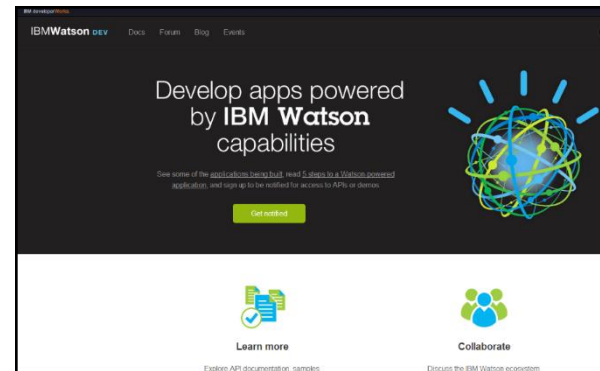 IBM developerWorks
IBMWatson DEV Docs Forum Blog Events
Develop apps powered
by IBM Watson
capabilities
See some of the applications being built, read 5 steps to a Watson powered
application, and sign up to be notified for access to APIs or demos
Get notified
Learn more Collaborate
Explore API documentation, samples Discuss the IBM Watson ecosystem